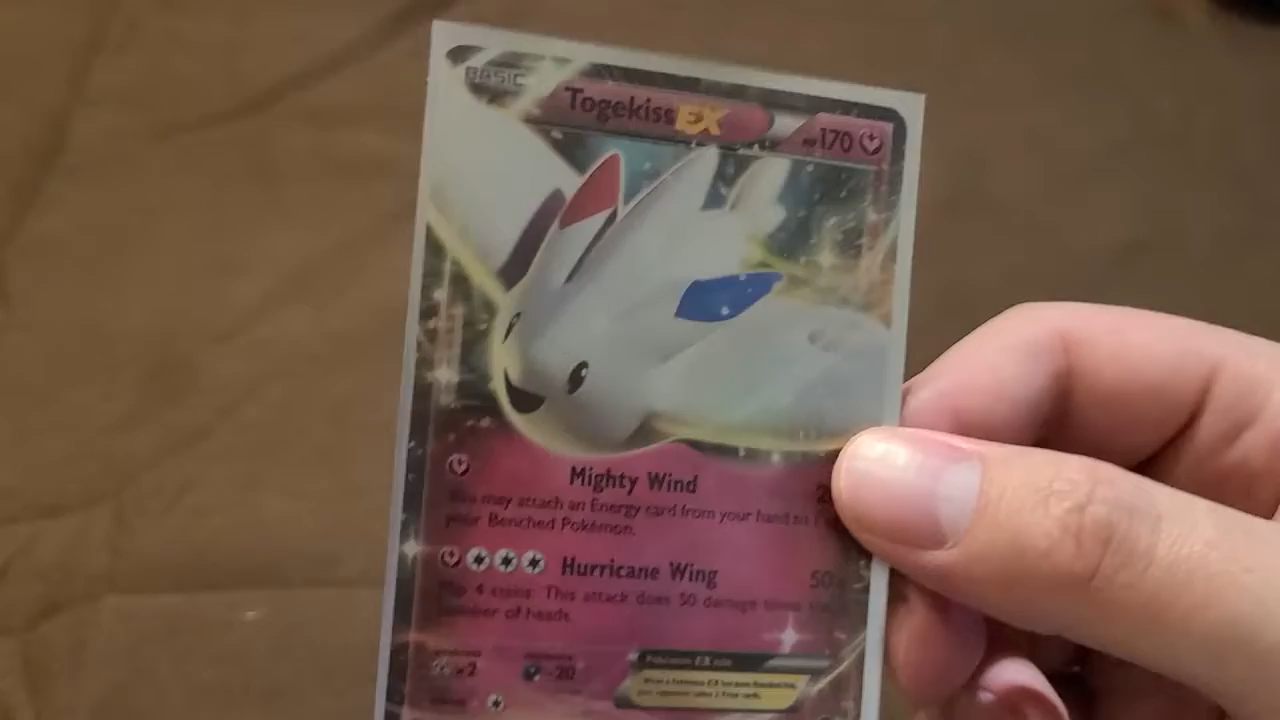 BASIC
Togekiss EX
HP170
Mighty Wind
You may attach an Energy card from your hand to
your Benched Pokémon.
Hurricane Wing 50
Flip 4 coins. This attack does 50 damage times the
number of heads.
×2
-20
Pokémon EX rule
When a Pokémon-EX has been Knocked Out,
your opponent takes 2 Prize cards.